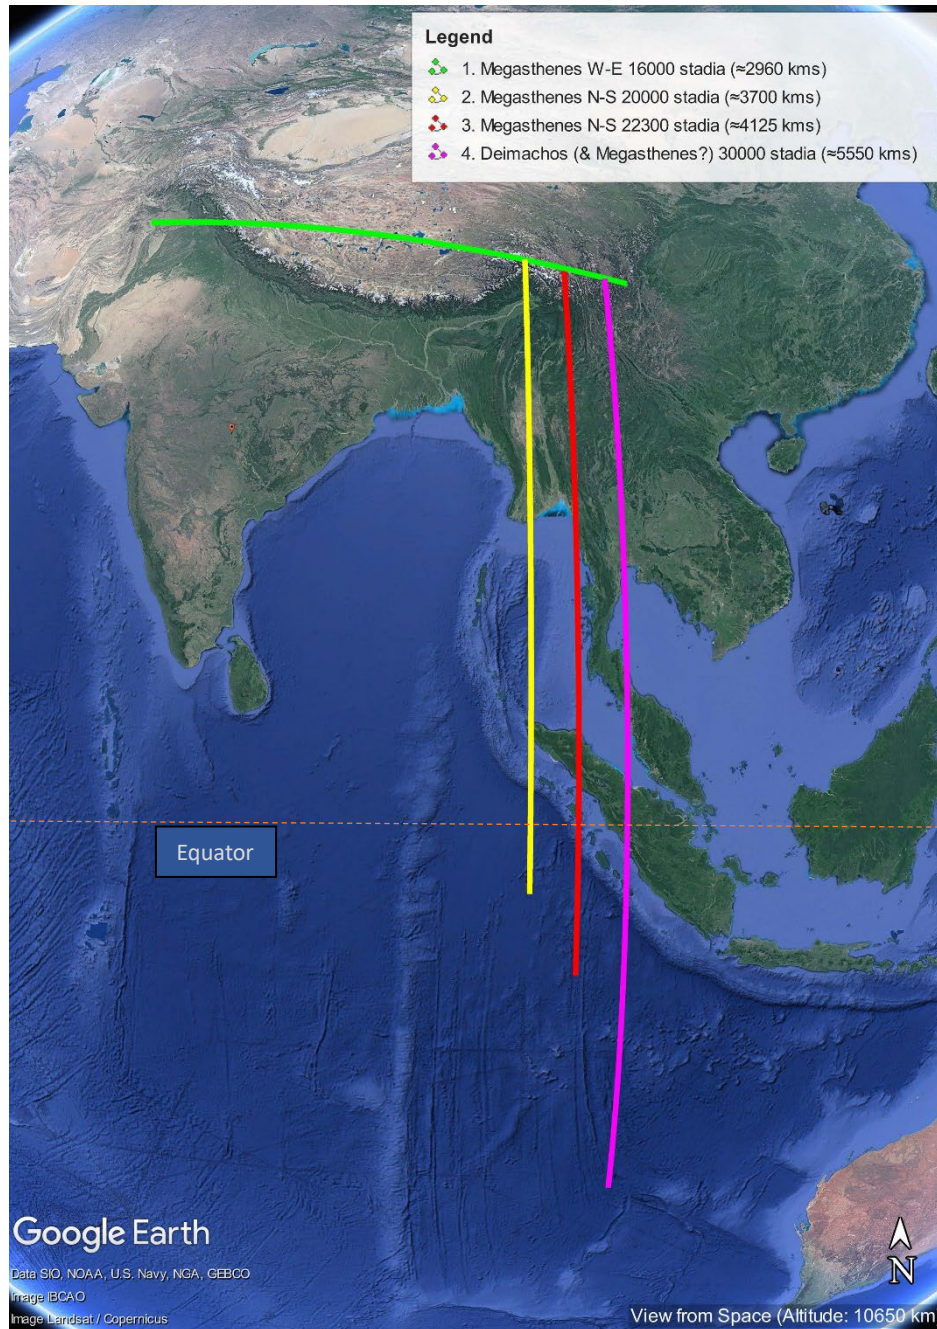 Legend
1. Megasthenes W-E 16000 stadia (≈2960 kms)
2. Megasthenes N-S 20000 stadia (≈3700 kms)
3. Megasthenes N-S 22300 stadia (≈4125 kms)
4. Deimachos (& Megasthenes?) 30000 stadia (≈5550 kms)
Equator
Google Earth
Data SIO, NOAA, U.S. Navy, NGA, GEBCO
Image IBCAO
Image Landsat / Copernicus
N
View from Space (Altitude: 10650 km